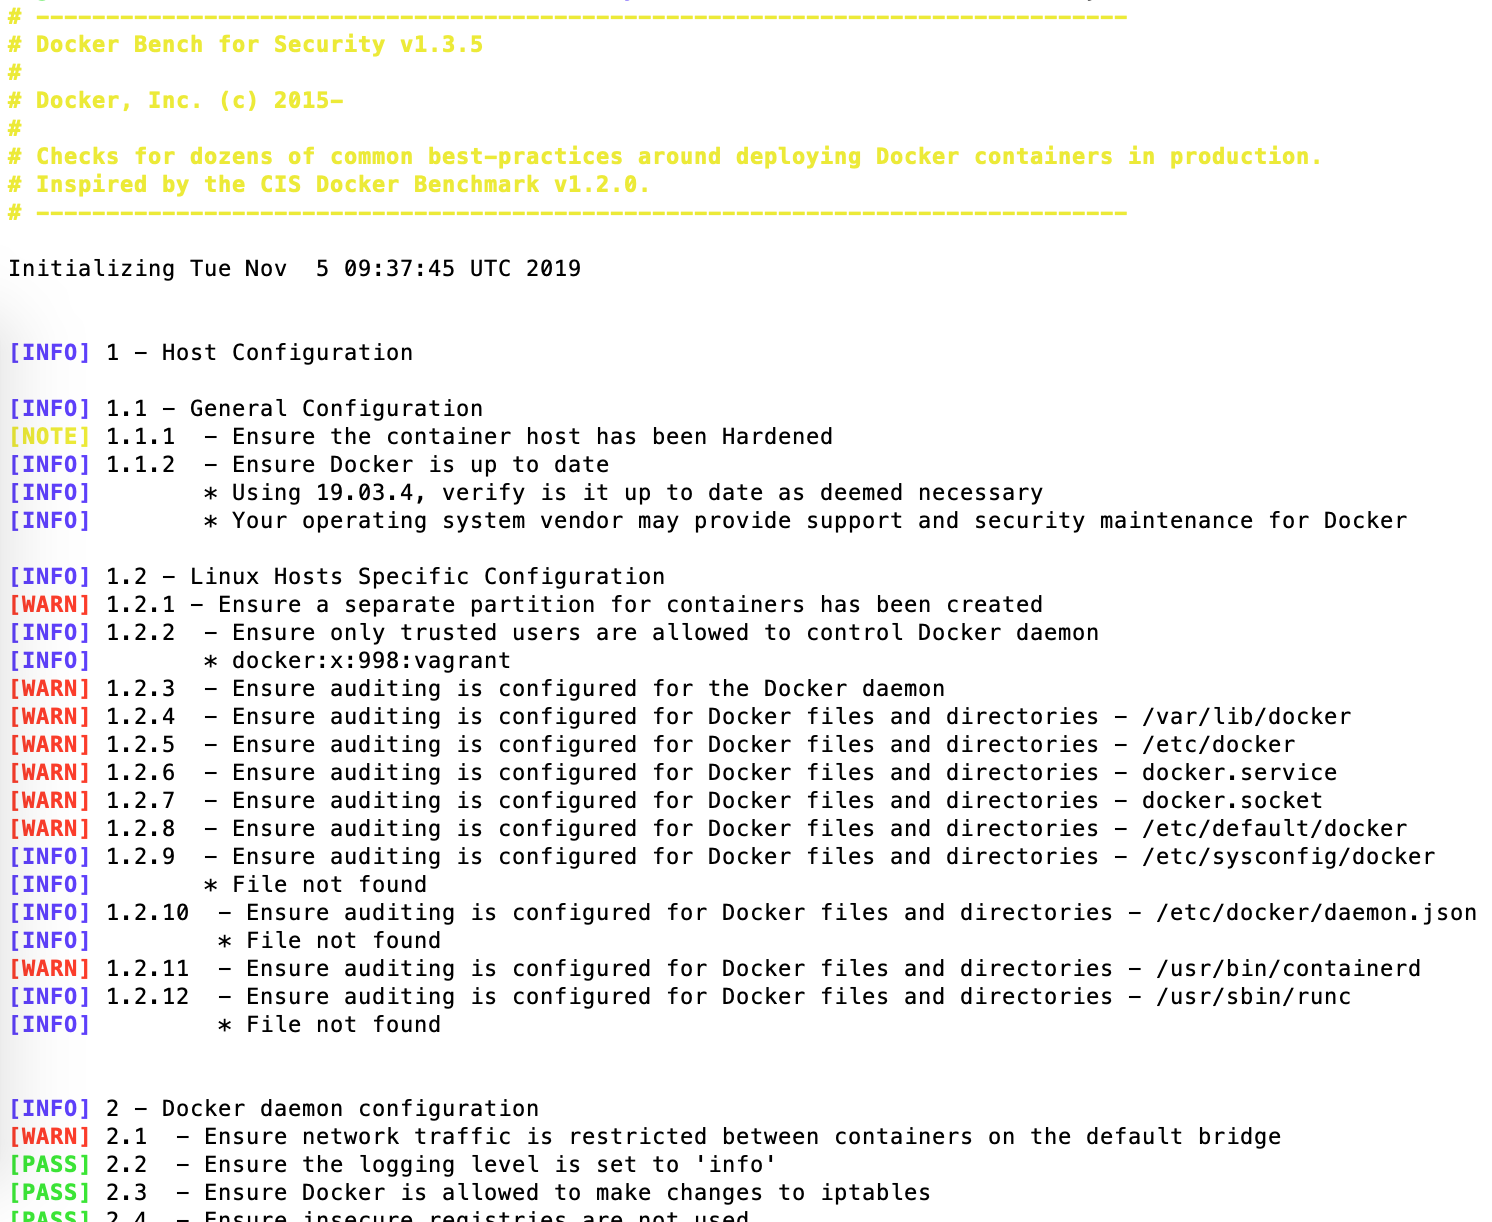 # ------------------------------------------------------------------------------
# Docker Bench for Security v1.3.5
#
# Docker, Inc. (c) 2015-
#
# Checks for dozens of common best-practices around deploying Docker containers in production.
# Inspired by the CIS Docker Benchmark v1.2.0.
# ------------------------------------------------------------------------------
Initializing Tue Nov  5 09:37:45 UTC 2019
[INFO] 1 - Host Configuration
[INFO] 1.1 - General Configuration
[NOTE] 1.1.1  - Ensure the container host has been Hardened
[INFO] 1.1.2  - Ensure Docker is up to date
[INFO]        * Using 19.03.4, verify is it up to date as deemed necessary
[INFO]        * Your operating system vendor may provide support and security maintenance for Docker
[INFO] 1.2 - Linux Hosts Specific Configuration
[WARN] 1.2.1 - Ensure a separate partition for containers has been created
[INFO] 1.2.2  - Ensure only trusted users are allowed to control Docker daemon
[INFO]        * docker:x:998:vagrant
[WARN] 1.2.3  - Ensure auditing is configured for the Docker daemon
[WARN] 1.2.4  - Ensure auditing is configured for Docker files and directories - /var/lib/docker
[WARN] 1.2.5  - Ensure auditing is configured for Docker files and directories - /etc/docker
[WARN] 1.2.6  - Ensure auditing is configured for Docker files and directories - docker.service
[WARN] 1.2.7  - Ensure auditing is configured for Docker files and directories - docker.socket
[WARN] 1.2.8  - Ensure auditing is configured for Docker files and directories - /etc/default/docker
[INFO] 1.2.9  - Ensure auditing is configured for Docker files and directories - /etc/sysconfig/docker
[INFO]        * File not found
[INFO] 1.2.10  - Ensure auditing is configured for Docker files and directories - /etc/docker/daemon.json
[INFO]         * File not found
[WARN] 1.2.11  - Ensure auditing is configured for Docker files and directories - /usr/bin/containerd
[INFO] 1.2.12  - Ensure auditing is configured for Docker files and directories - /usr/sbin/runc
[INFO]         * File not found
[INFO] 2 - Docker daemon configuration
[WARN] 2.1  - Ensure network traffic is restricted between containers on the default bridge
[PASS] 2.2  - Ensure the logging level is set to 'info'
[PASS] 2.3  - Ensure Docker is allowed to make changes to iptables
[PASS] 2.4  - Ensure insecure registries are not used